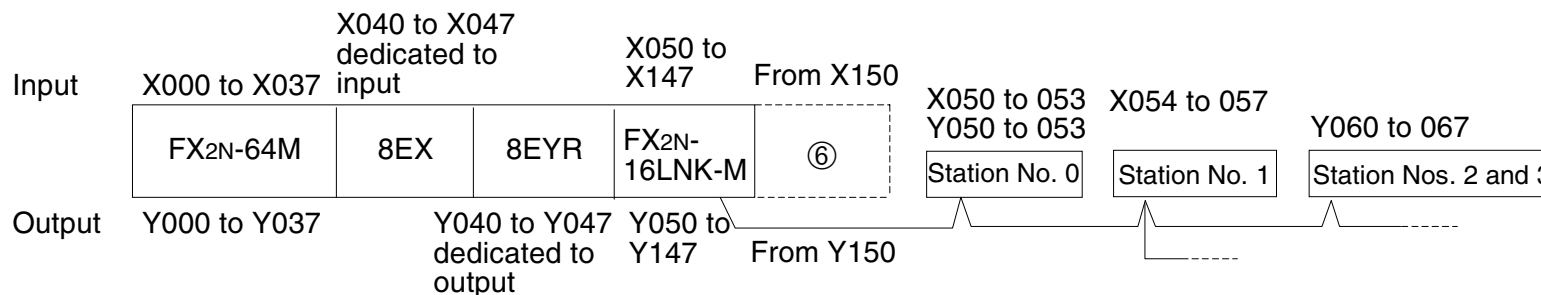 X040 to X047
dedicated to
input
X050 to
X147
Input
X000 to X037
From X150
X050 to 053
Y050 to 053
X054 to 057
Y060 to 067
FX2N-64M
8EX
8EYR
FX2N-
16LNK-M
⑥
Station No. 0
Station No. 1
Station Nos. 2 and 3
Output
Y000 to Y037
Y040 to Y047
dedicated to
output
Y050 to
Y147
From Y150